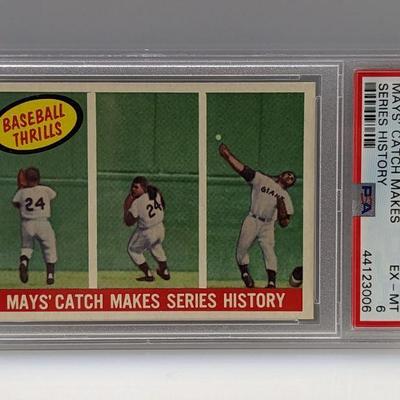 BASEBALL
THRILLS
24
24
GIANTS
MAYS' CATCH MAKES SERIES HISTORY
MAYS' CATCH MAKES
SERIES HISTORY
EX - MT
6
PSA
44123006